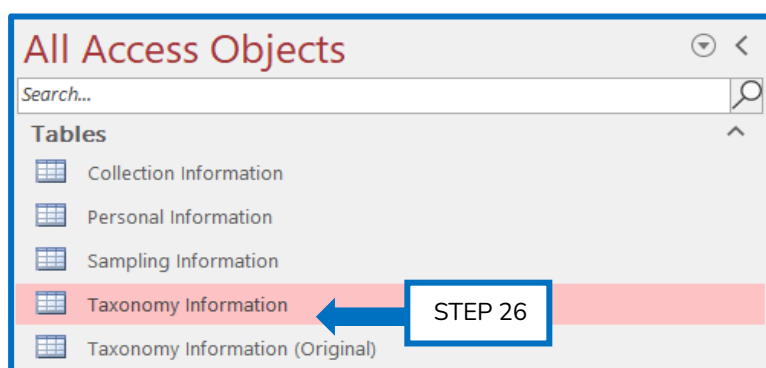 All Access Objects
Search...
Tables
Collection Information
Personal Information
Sampling Information
Taxonomy Information
STEP 26
Taxonomy Information (Original)